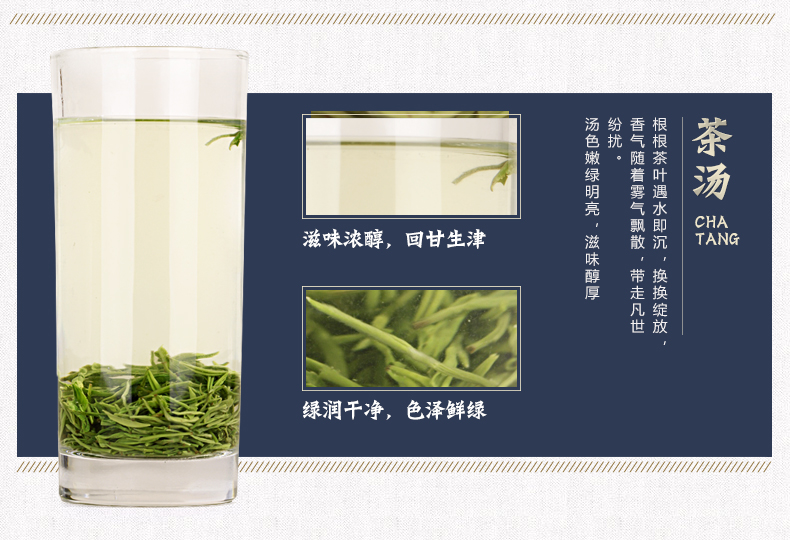 茶汤
CHA
TANG
根根茶叶遇水即沉，换换绽放，
香气随着雾气飘散，带走凡世
纷扰。
汤色嫩绿明亮，滋味醇厚
滋味浓醇，回甘生津
绿润干净，色泽鲜绿